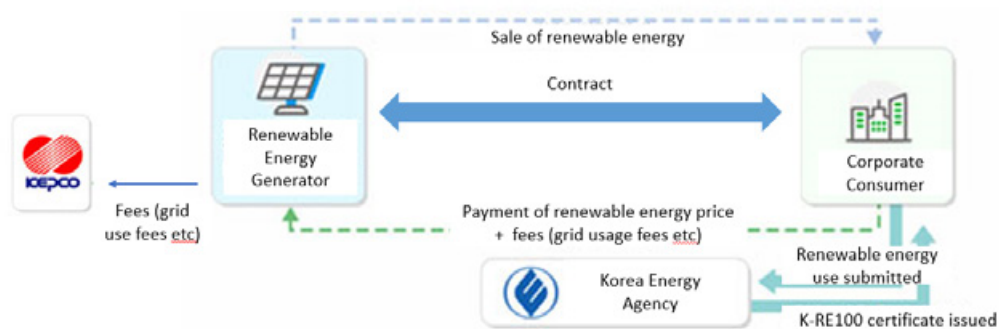 Sale of renewable energy
Contract
Renewable
Energy
Generator
Corporate
Consumer
KEPCO
Fees (grid
use fees etc)
Payment of renewable energy price
+ fees (grid usage fees etc)
Renewable energy
use submitted
Korea Energy
Agency
K-RE100 certificate issued